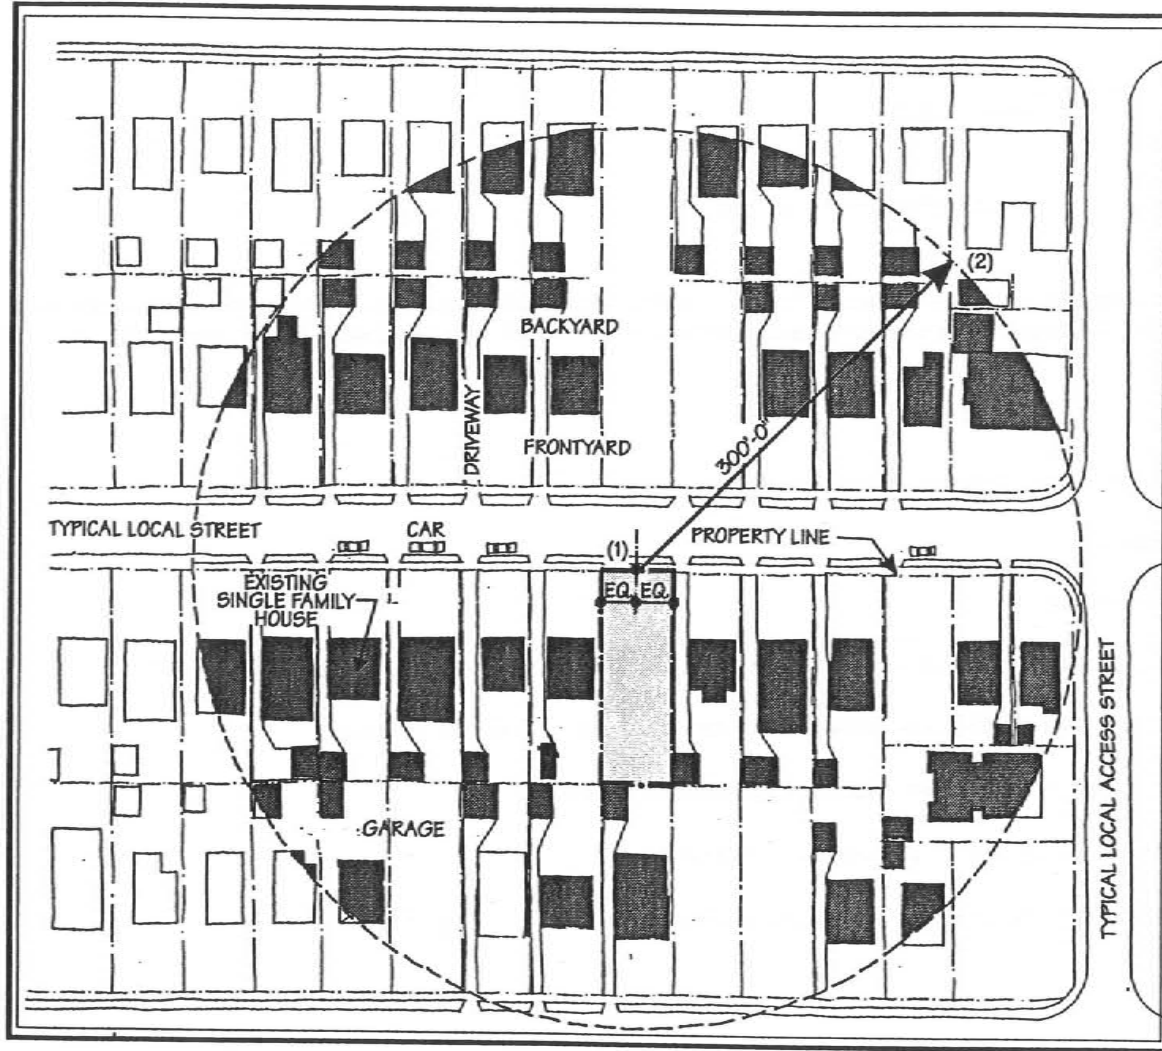 (2)
BACKYARD
DRIVEWAY
FRONTYARD
300'-0"
TYPICAL LOCAL STREET
CAR
(1)
PROPERTY LINE
EXISTING
SINGLE FAMILY
HOUSE
EQ. EQ.
GARAGE
TYPICAL LOCAL ACCESS STREET